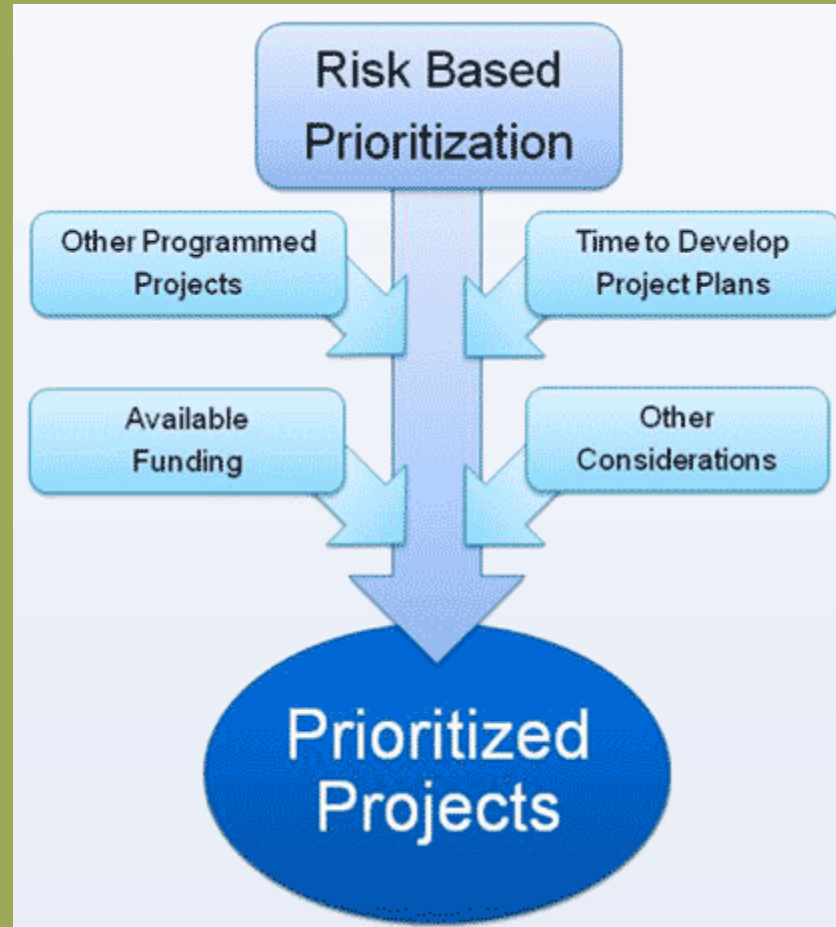 Risk Based
Prioritization
Other Programmed
Projects
Time to Develop
Project Plans
Available
Funding
Other
Considerations
Prioritized
Projects